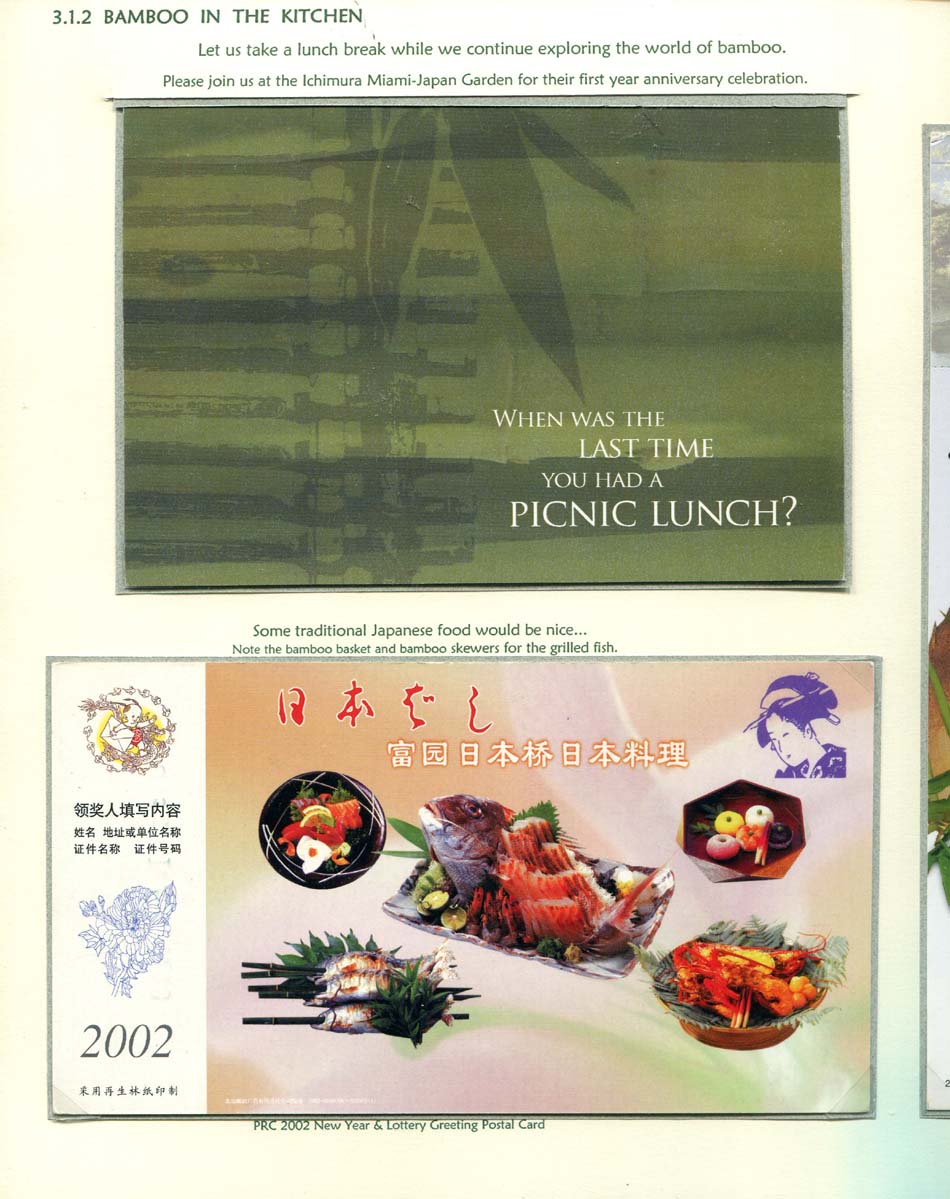 3.1.2 BAMBOO IN THE KITCHEN
Let us take a lunch break while we continue exploring the world of bamboo.
Please join us at the Ichimura Miami-Japan Garden for their first year anniversary celebration.
WHEN WAS THE
LAST TIME
YOU HAD A
PICNIC LUNCH?
Some traditional Japanese food would be nice...
Note the bamboo basket and bamboo skewers for the grilled fish.
日本ばし
富园日本桥日本料理
领奖人填写内容
姓名 地址或单位名称
证件名称 证件号码
2002
采用再生林纸印制
PRC 2002 New Year & Lottery Greeting Postal Card
2